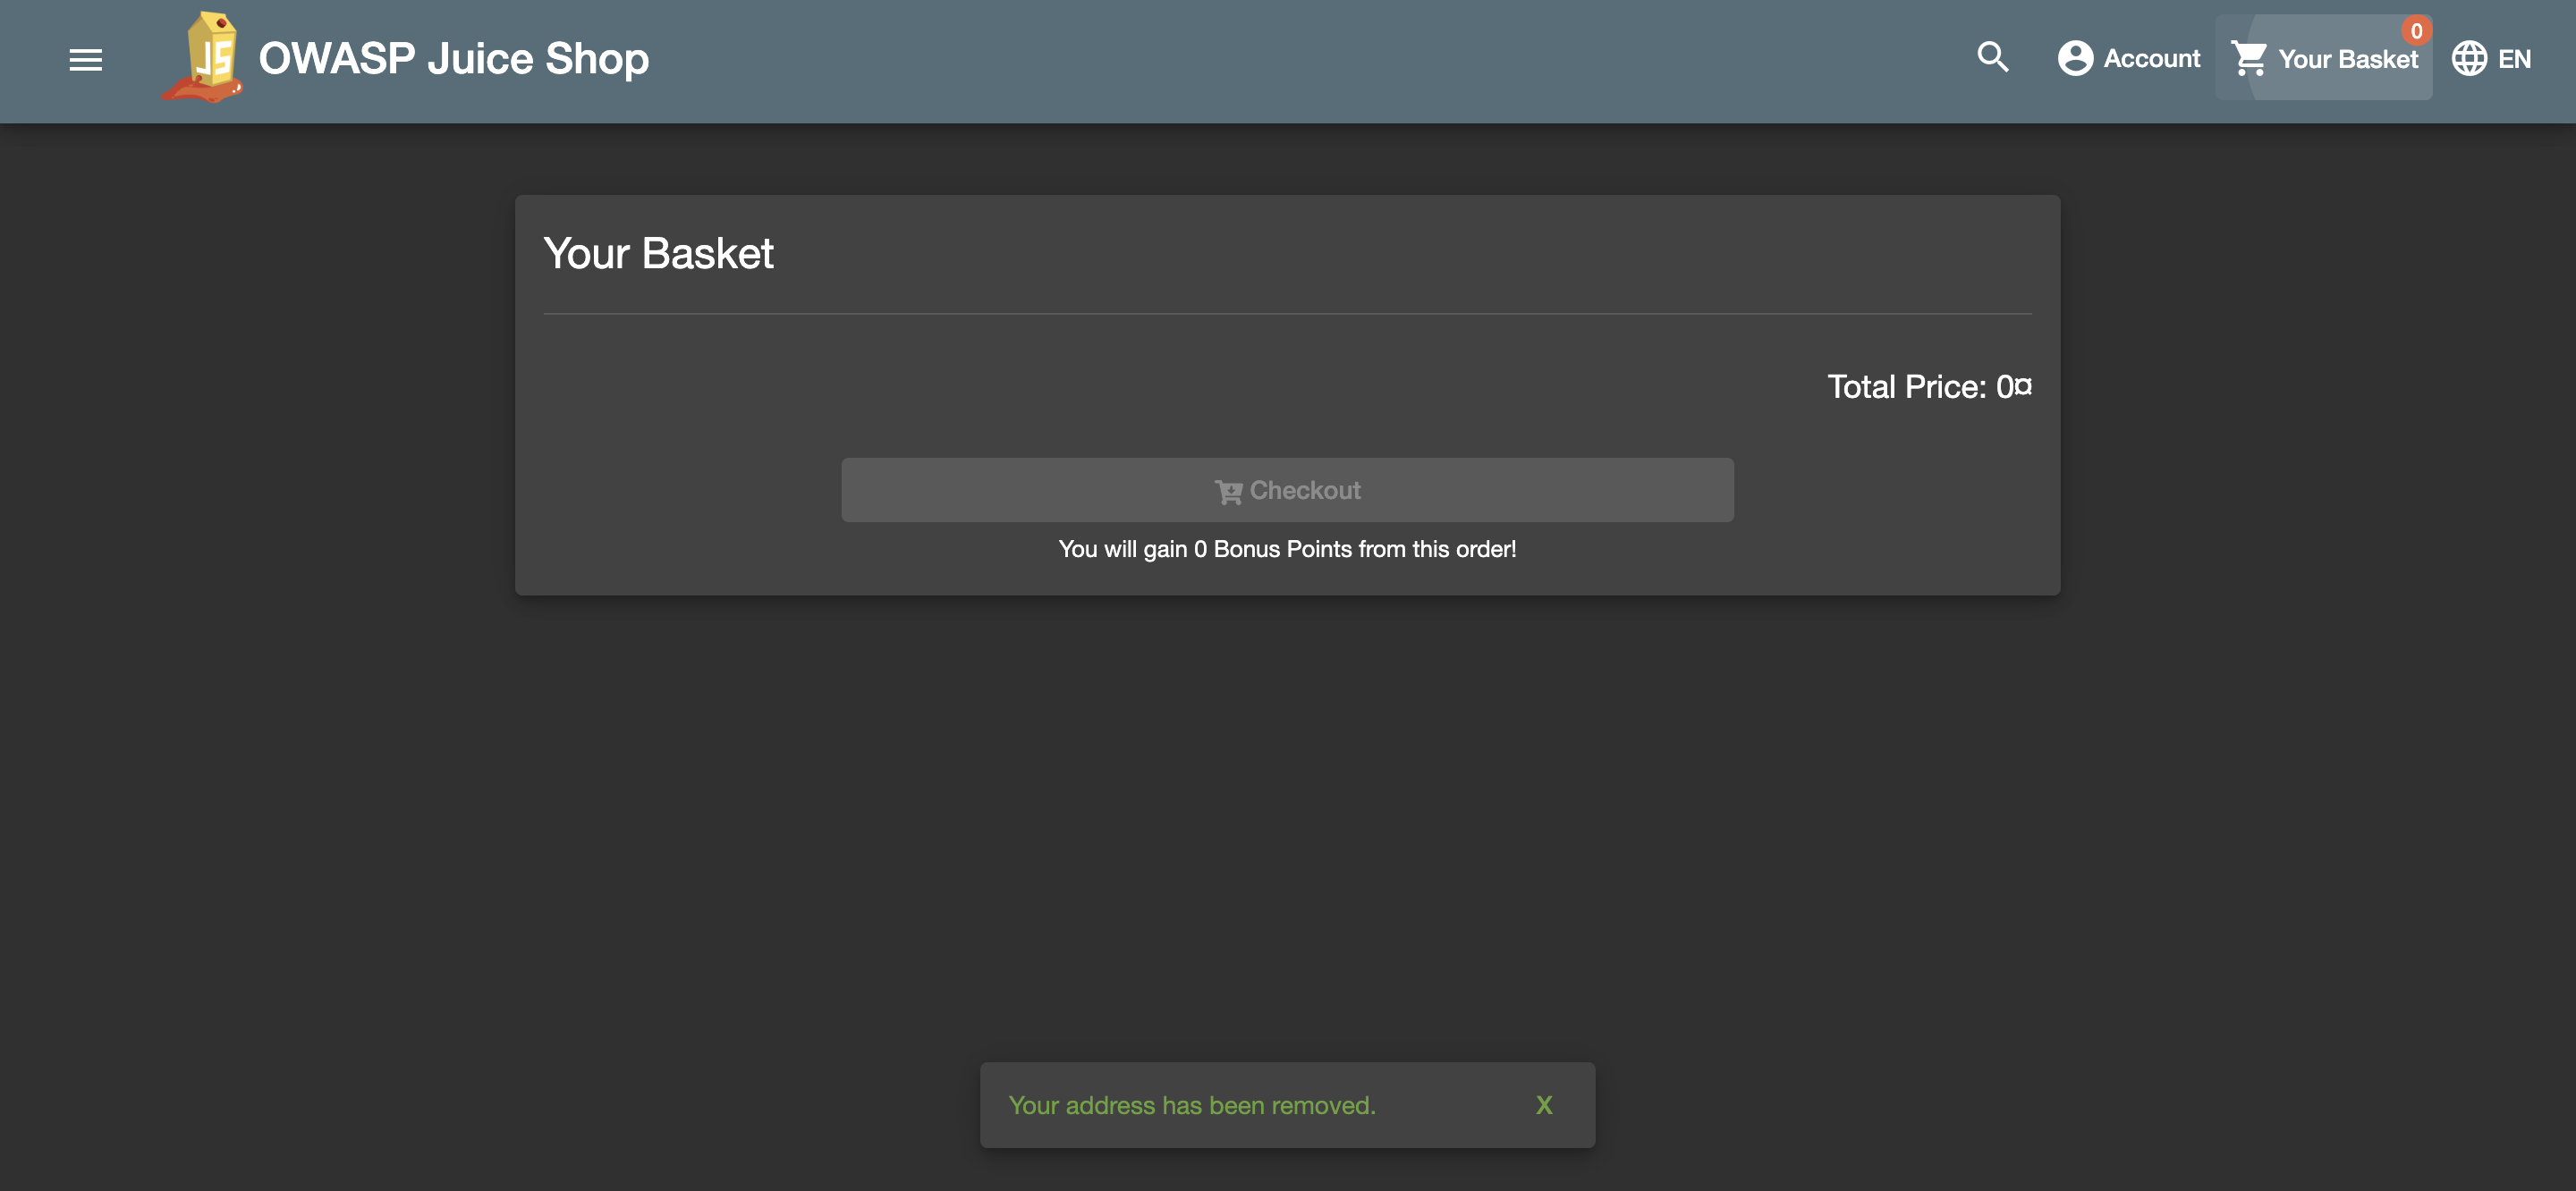 JS
OWASP Juice Shop
Account
Your Basket
0
EN
Your Basket
Total Price: 0¤
Checkout
You will gain 0 Bonus Points from this order!
Your address has been removed.
X